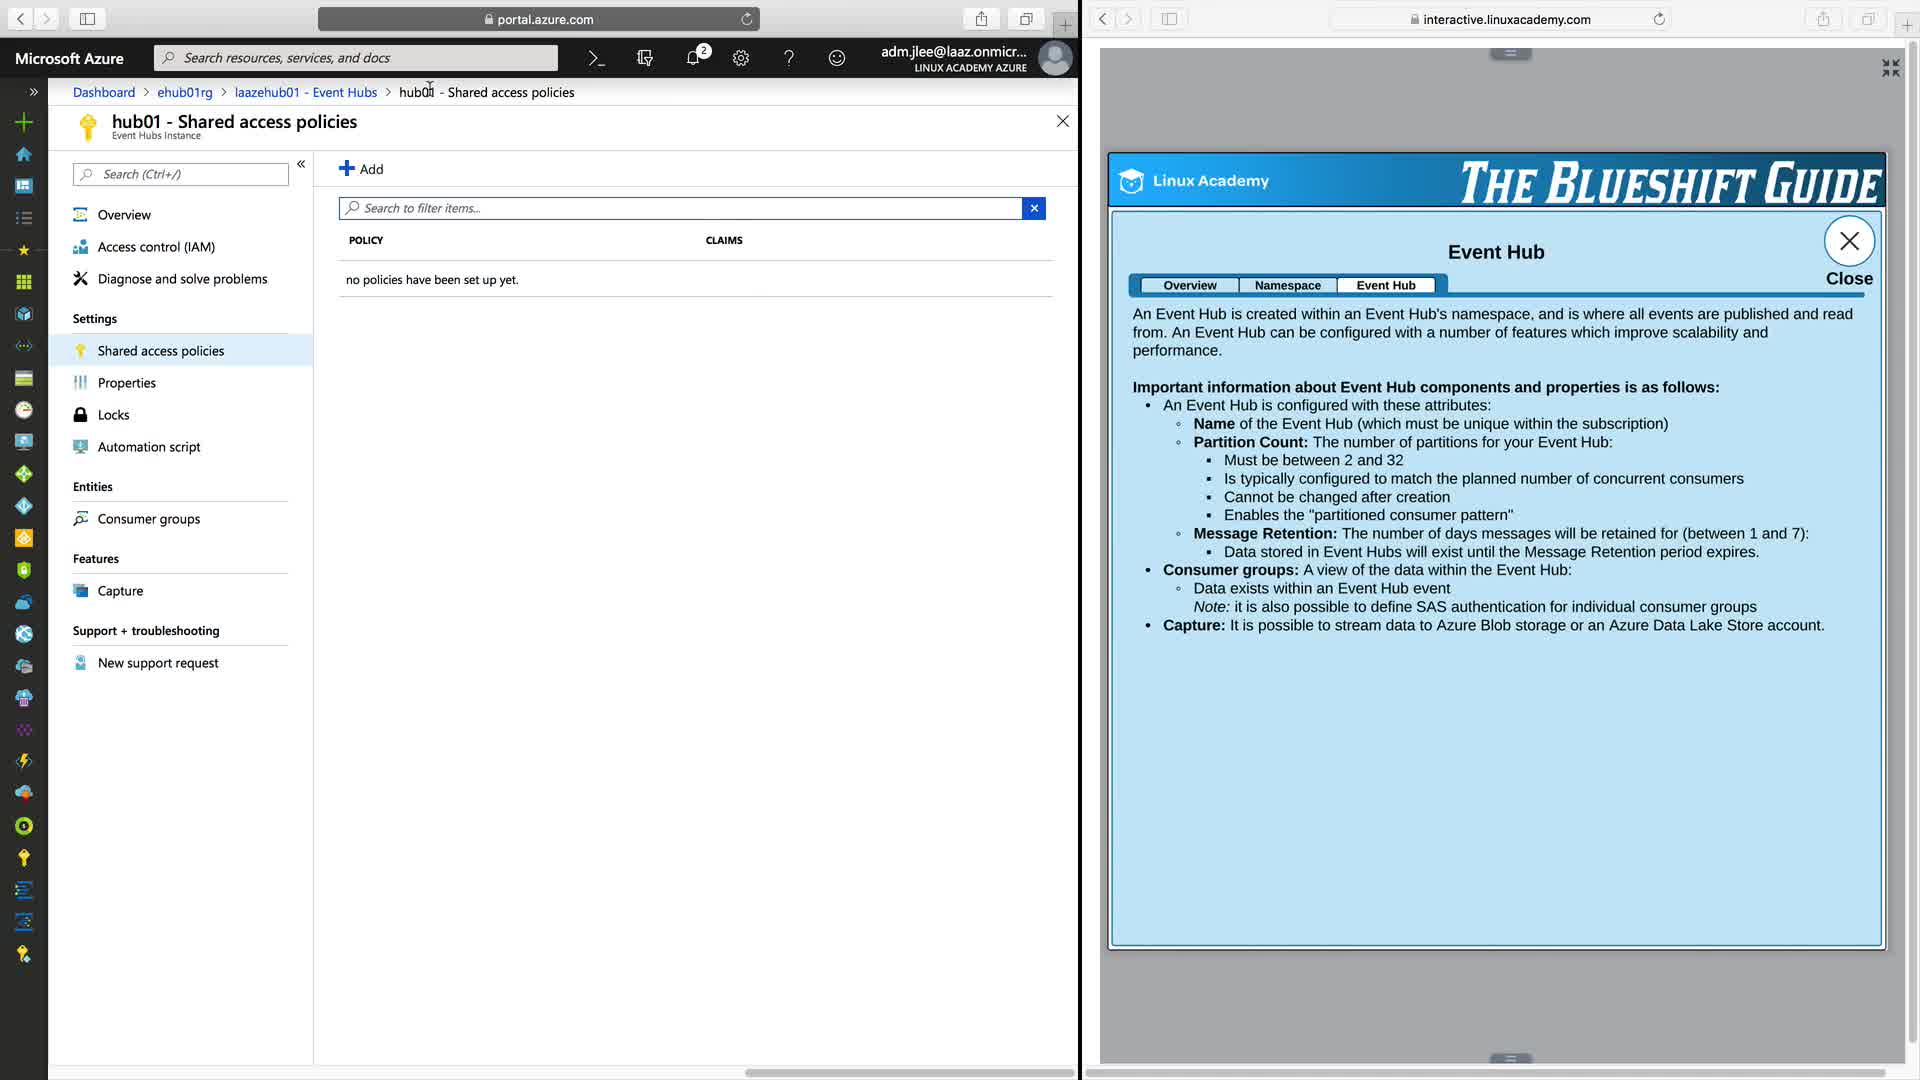 portal.azure.com
Microsoft Azure
Search resources, services, and docs
2
adm.jlee@laaz.onmicr...
LINUX ACADEMY AZURE
Dashboard > ehub01rg > laazehub01 - Event Hubs > hub01 - Shared access policies
hub01 - Shared access policies
Event Hubs Instance
Search (Ctrl+/)
Overview
Access control (IAM)
Diagnose and solve problems
Settings
Shared access policies
Properties
Locks
Automation script
Entities
Consumer groups
Features
Capture
Support + troubleshooting
New support request
Add
Search to filter items...
POLICY CLAIMS
no policies have been set up yet.
interactive.linuxacademy.com
Linux Academy
THE BLUESHIFT GUIDE
Event Hub
Close
Overview Namespace Event Hub
An Event Hub is created within an Event Hub's namespace, and is where all events are published and read
from. An Event Hub can be configured with a number of features which improve scalability and
performance.
Important information about Event Hub components and properties is as follows:
• An Event Hub is configured with these attributes:
◦ Name of the Event Hub (which must be unique within the subscription)
◦ Partition Count: The number of partitions for your Event Hub:
▪ Must be between 2 and 32
▪ Is typically configured to match the planned number of concurrent consumers
▪ Cannot be changed after creation
▪ Enables the "partitioned consumer pattern"
◦ Message Retention: The number of days messages will be retained for (between 1 and 7):
▪ Data stored in Event Hubs will exist until the Message Retention period expires.
• Consumer groups: A view of the data within the Event Hub:
◦ Data exists within an Event Hub event
Note: it is also possible to define SAS authentication for individual consumer groups
• Capture: It is possible to stream data to Azure Blob storage or an Azure Data Lake Store account.